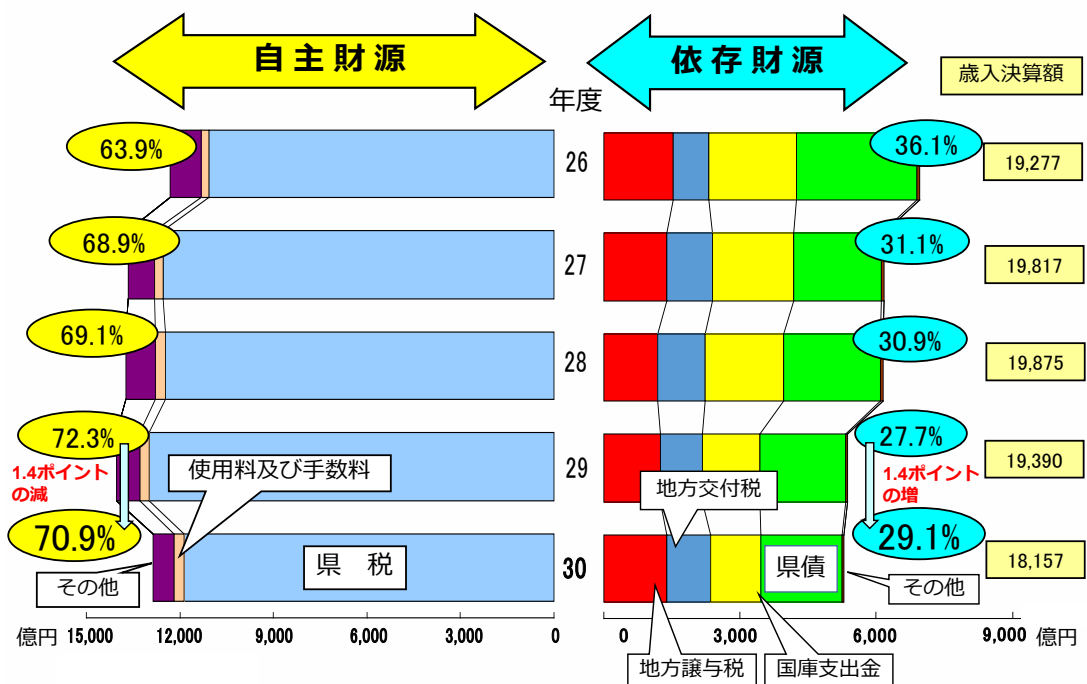 自主財源
依存財源
歳入決算額
年度
63.9%
26
36.1%
19,277
68.9%
27
31.1%
19,817
69.1%
28
30.9%
19,875
72.3%
29
27.7%
19,390
1.4ポイント
の減
使用料及び手数料
地方交付税
1.4ポイント
の増
70.9%
県 税
30
県債
29.1%
18,157
その他
その他
億円 15,000 12,000 9,000 6,000 3,000 0
0 3,000 6,000 9,000 億円
地方譲与税
国庫支出金